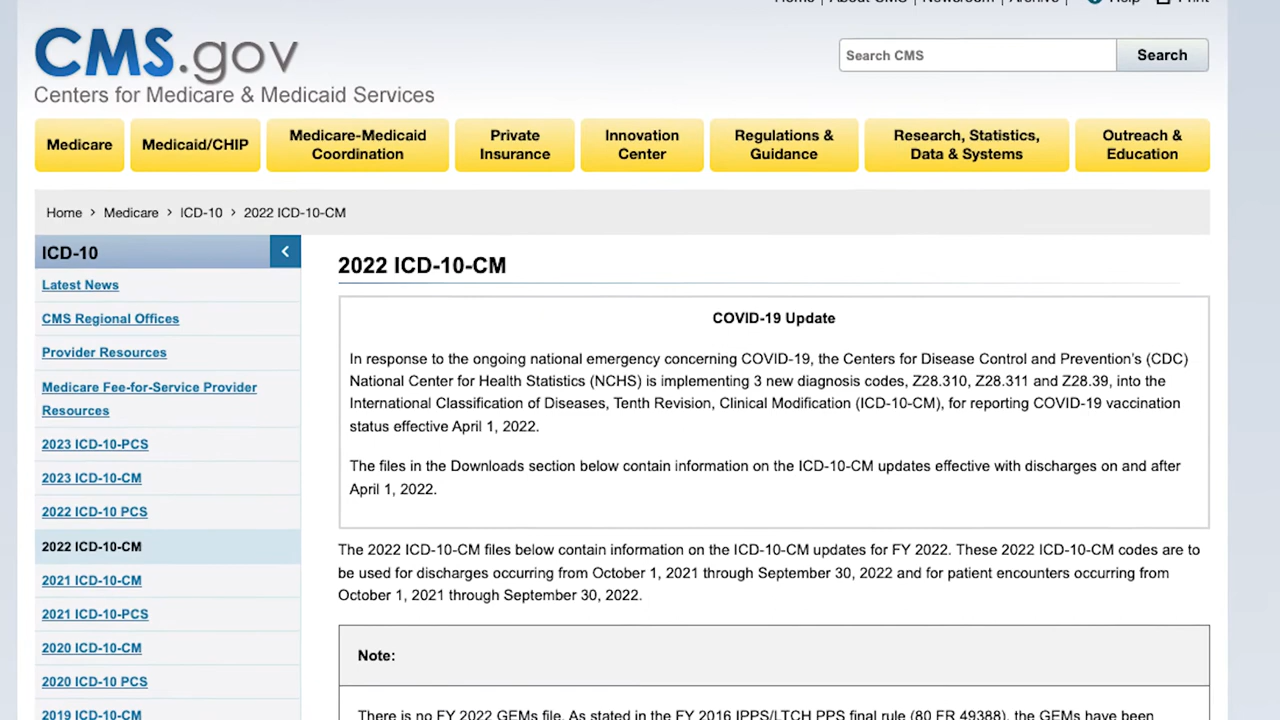 Home | About CMS | Newsroom | Archive | Help Print
CMS.gov
Search CMS
Search
Centers for Medicare & Medicaid Services
Medicare
Medicaid/CHIP
Medicare-Medicaid
Coordination
Private
Insurance
Innovation
Center
Regulations &
Guidance
Research, Statistics,
Data & Systems
Outreach &
Education
Home > Medicare > ICD-10 > 2022 ICD-10-CM
ICD-10
Latest News
CMS Regional Offices
Provider Resources
Medicare Fee-for-Service Provider
Resources
2023 ICD-10-PCS
2023 ICD-10-CM
2022 ICD-10 PCS
2022 ICD-10-CM
2021 ICD-10-CM
2021 ICD-10-PCS
2020 ICD-10-CM
2020 ICD-10 PCS
2019 ICD-10-CM
2022 ICD-10-CM
COVID-19 Update
In response to the ongoing national emergency concerning COVID-19, the Centers for Disease Control and Prevention's (CDC)
National Center for Health Statistics (NCHS) is implementing 3 new diagnosis codes, Z28.310, Z28.311 and Z28.39, into the
International Classification of Diseases, Tenth Revision, Clinical Modification (ICD-10-CM), for reporting COVID-19 vaccination
status effective April 1, 2022.
The files in the Downloads section below contain information on the ICD-10-CM updates effective with discharges on and after
April 1, 2022.
The 2022 ICD-10-CM files below contain information on the ICD-10-CM updates for FY 2022. These 2022 ICD-10-CM codes are to
be used for discharges occurring from October 1, 2021 through September 30, 2022 and for patient encounters occurring from
October 1, 2021 through September 30, 2022.
Note:
There is no FY 2022 GEMs file. As stated in the FY 2016 IPPS/LTCH PPS final rule (80 FR 49388), the GEMs have been